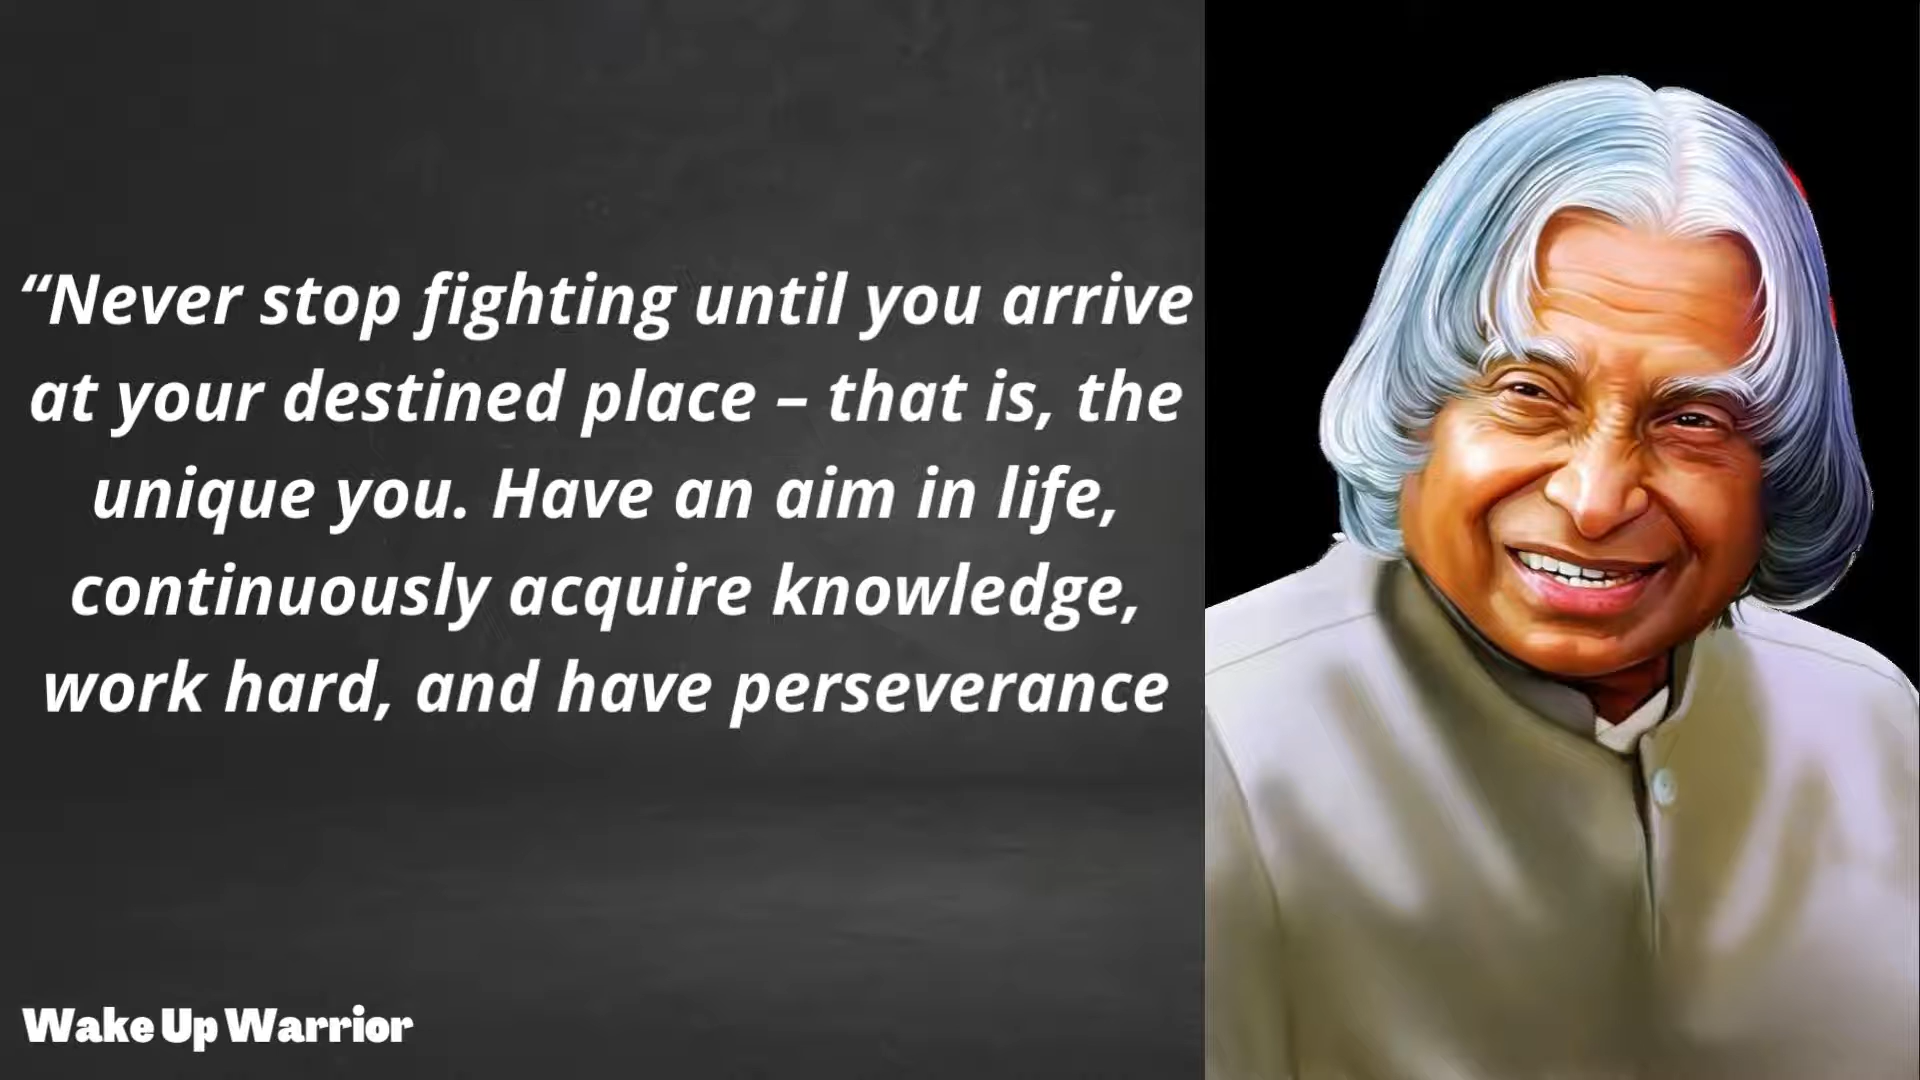 “Never stop fighting until you arrive
at your destined place – that is, the
unique you. Have an aim in life,
continuously acquire knowledge,
work hard, and have perseverance
Wake Up Warrior